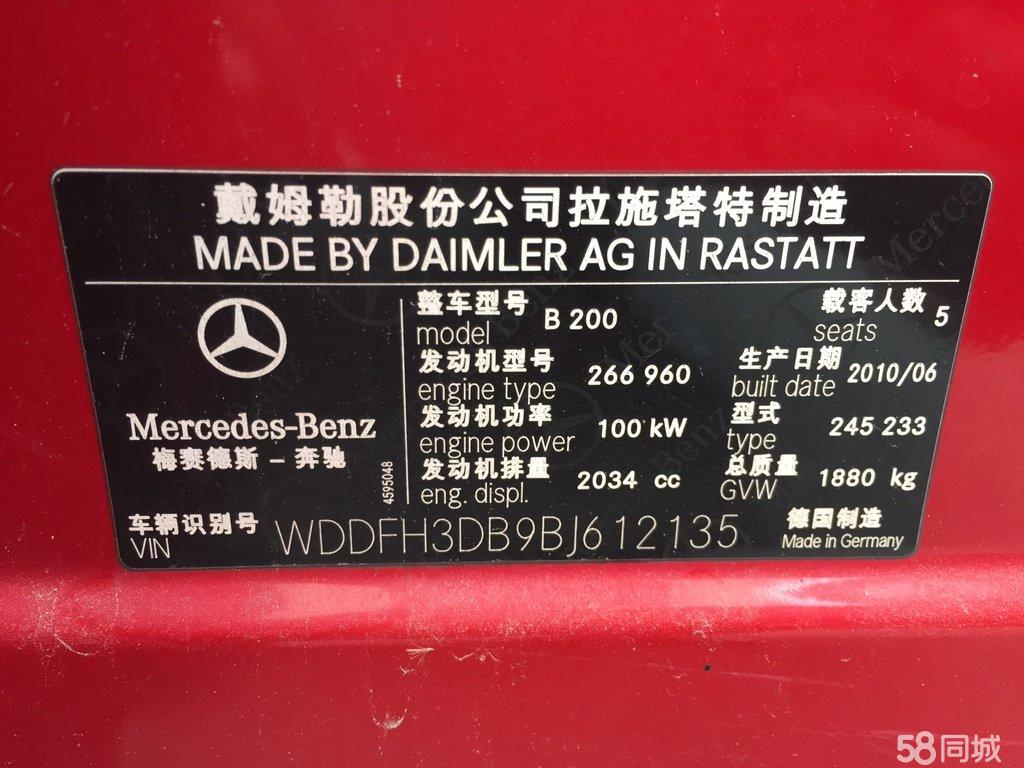 戴姆勒股份公司拉施塔特制造
MADE BY DAIMLER AG IN RASTATT
Mercedes-Benz
梅赛德斯 - 奔驰
4595048
整车型号 B 200 载客人数 5
model seats
发动机型号 266 960 生产日期 2010/06
engine type built date
发动机功率 100 kW 型式 245 233
engine power type
发动机排量 2034 cc 总质量 1880 kg
eng. displ. GVW
车辆识别号 WDDFH3DB9BJ612135 德国制造
VIN Made in Germany
58同城